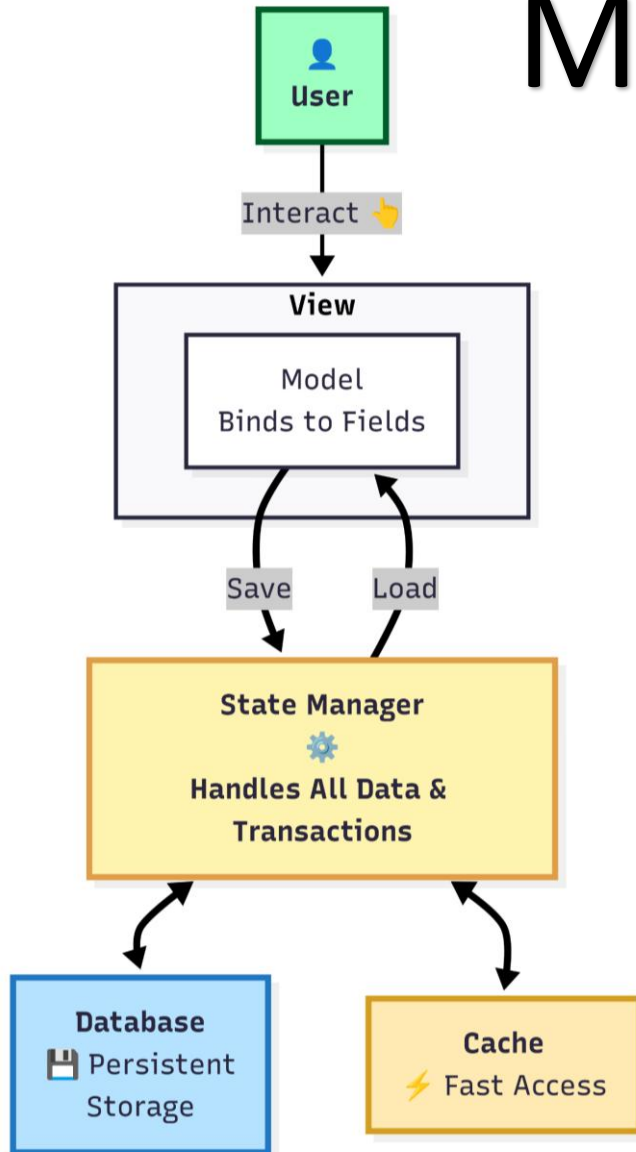 M
👤
User
Interact 👆
View
Model
Binds to Fields
Save
Load
State Manager
⚙️
Handles All Data &
Transactions
Database
💾 Persistent
Storage
Cache
⚡ Fast Access